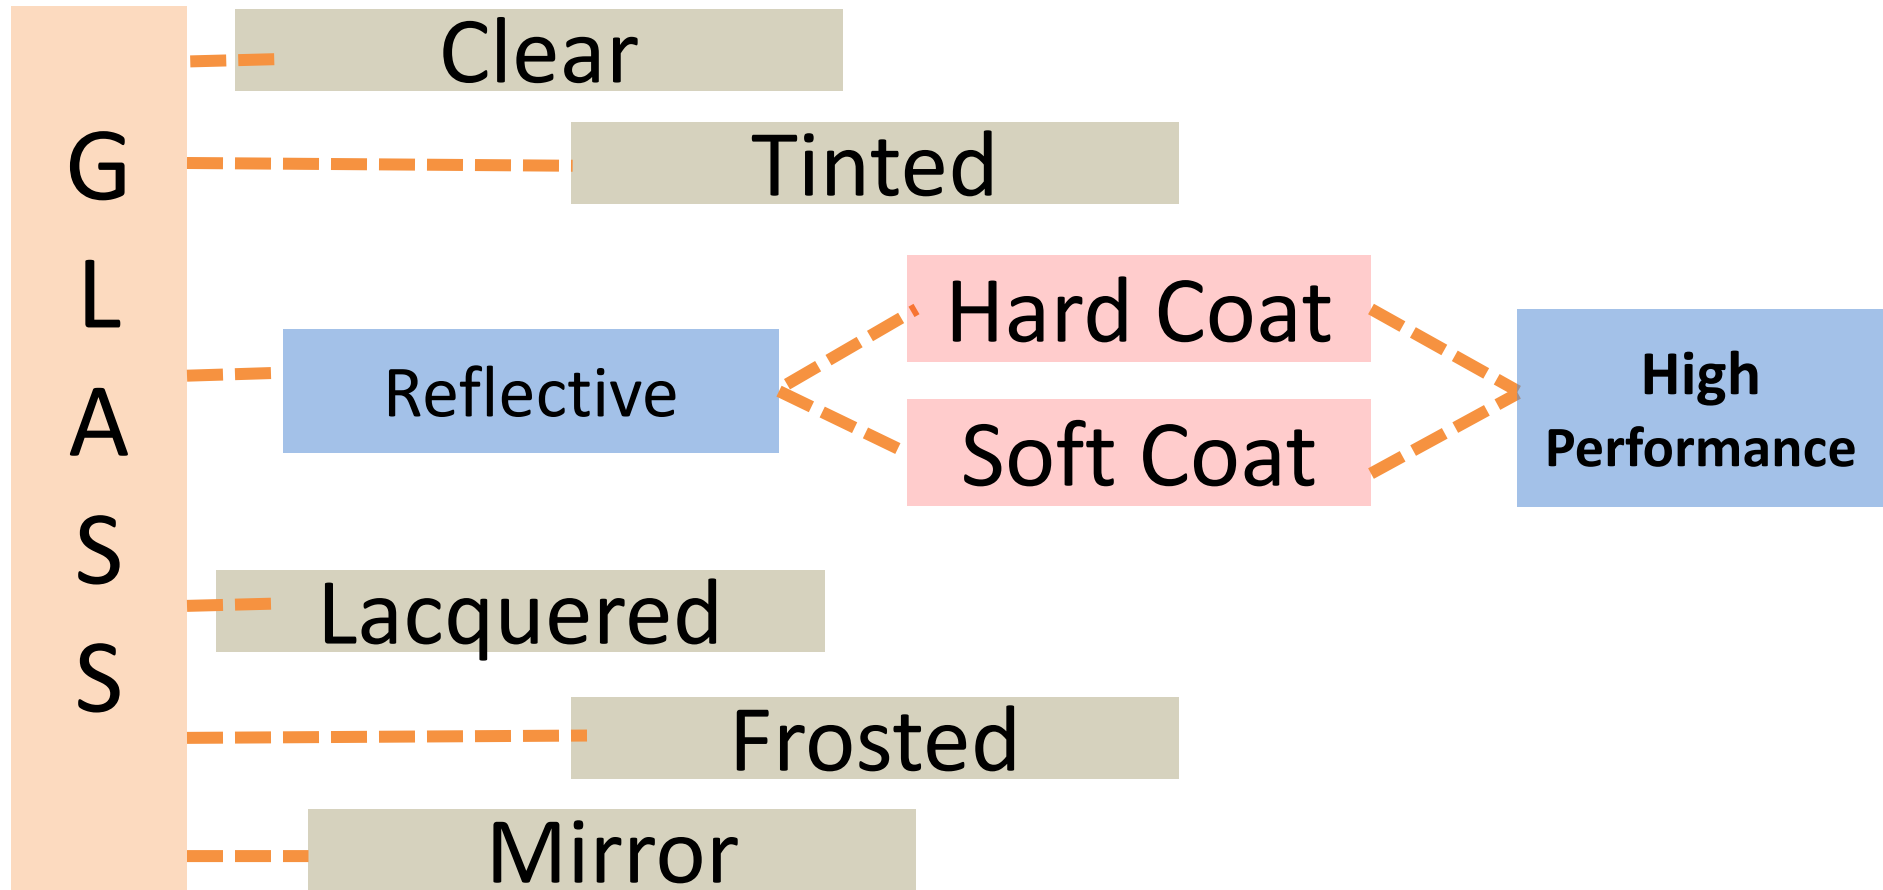 G
L
A
S
S
Clear
Tinted
Reflective
Hard Coat
Soft Coat
High
Performance
Lacquered
Frosted
Mirror